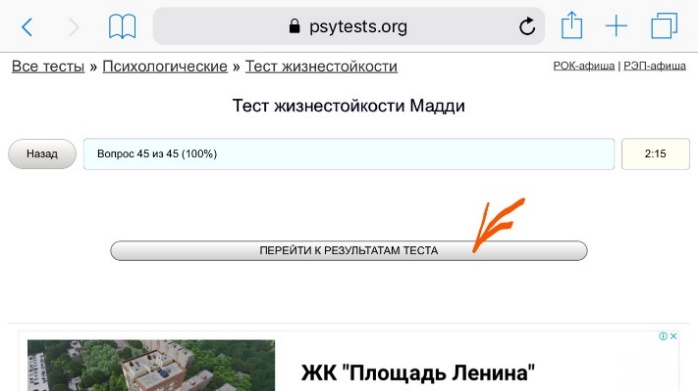 psytests.org
Все тесты » Психологические » Тест жизнестойкости
РОК-афиша | РЭП-афиша
Тест жизнестойкости Мадди
Назад
Вопрос 45 из 45 (100%)
2:15
ПЕРЕЙТИ К РЕЗУЛЬТАТАМ ТЕСТА
ЖК "Площадь Ленина"